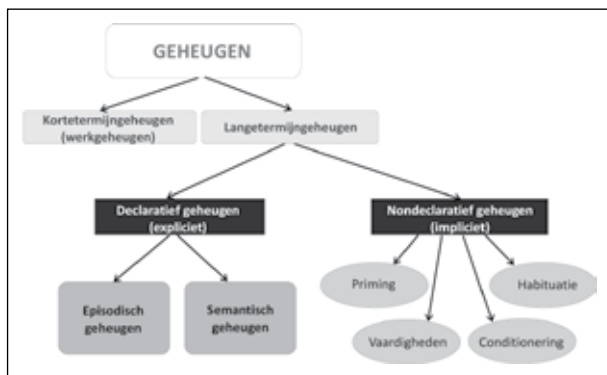 GEHEUGEN
Kortetermijngeheugen
(werkgeheugen)
Langetermijngeheugen
Declaratief geheugen
(expliciet)
Nondeclaratief geheugen
(impliciet)
Episodisch
geheugen
Semantisch
geheugen
Priming
Habituatie
Vaardigheden
Conditionering